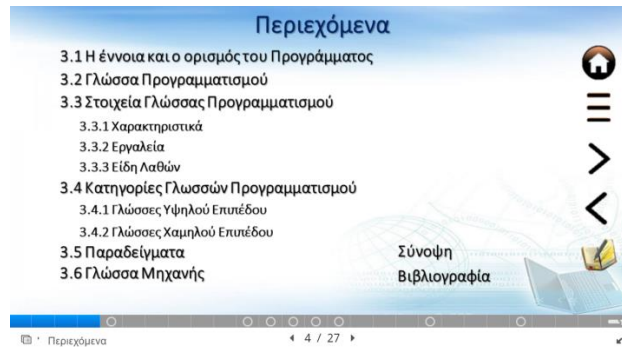 Περιεχόμενα
3.1 Η έννοια και ο ορισμός του Προγράμματος
3.2 Γλώσσα Προγραμματισμού
3.3 Στοιχεία Γλώσσας Προγραμματισμού
3.3.1 Χαρακτηριστικά
3.3.2 Εργαλεία
3.3.3 Είδη Λαθών
3.4 Κατηγορίες Γλωσσών Προγραμματισμού
3.4.1 Γλώσσες Υψηλού Επιπέδου
3.4.2 Γλώσσες Χαμηλού Επιπέδου
3.5 Παραδείγματα
3.6 Γλώσσα Μηχανής
Σύνοψη
Βιβλιογραφία
Περιεχόμενα
4 / 27